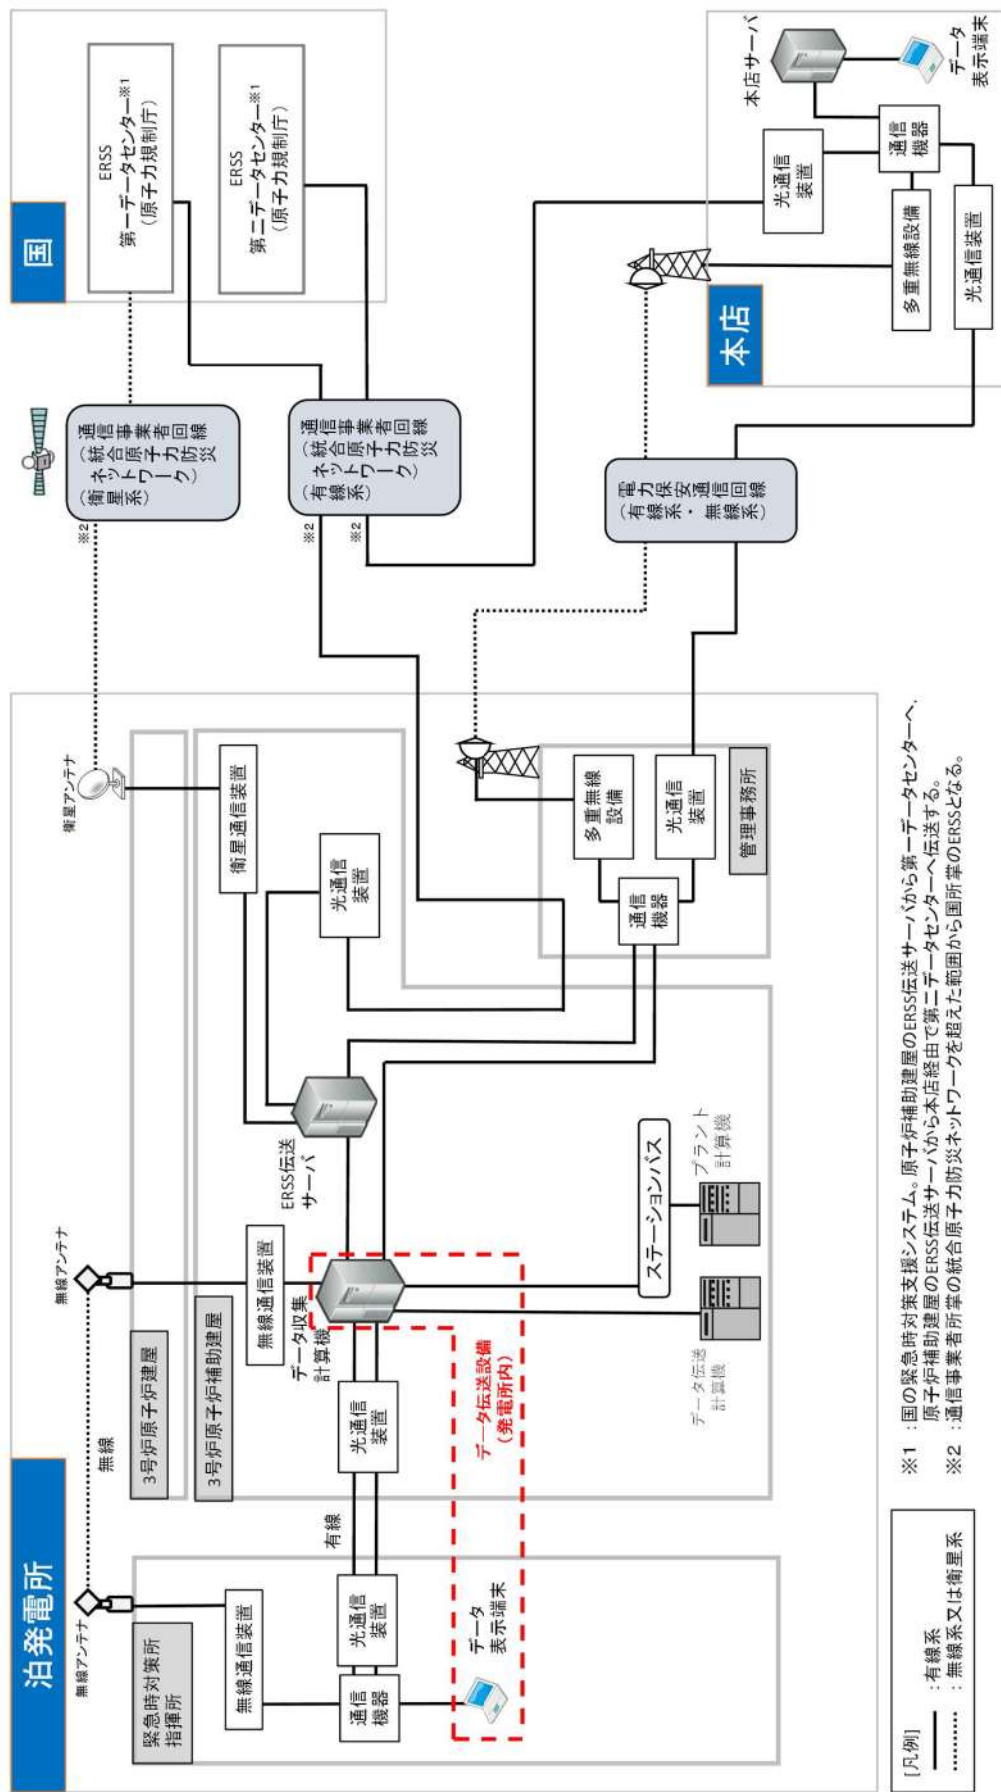 泊発電所
国
本店
ERSS
第一データセンター※1
（原子力規制庁）
ERSS
第二データセンター※1
（原子力規制庁）
通信事業者回線
（統合原子力防災
ネットワーク）
（衛星系）
※2
通信事業者回線
（統合原子力防災
ネットワーク）
（有線系）
※2
※2
電力保安通信回線
（有線系・無線系）
本店サーバ
データ
表示端末
通信
機器
光通信
装置
多重無線設備
光通信装置
衛星アンテナ
衛星通信装置
光通信
装置
ERSS伝送
サーバ
多重無線
設備
光通信
装置
通信
機器
管理事務所
無線アンテナ
無線
3号炉原子炉建屋
3号炉原子炉補助建屋
無線通信装置
データ収集
計算機
光通信
装置
有線
ステーションバス
プラント
計算機
データ伝送
計算機
データ伝送設備
（発電所内）
無線アンテナ
緊急時対策所
指揮所
無線通信装置
光通信
装置
通信
機器
データ
表示端末
[凡例]
：有線系
：無線系又は衛星系
※1 ：国の緊急時対策支援システム。原子炉補助建屋のERSS伝送サーバから第一データセンターへ、
原子炉補助建屋のERSS伝送サーバから本店経由で第二データセンターへ伝送する。
※2 ：通信事業者所掌の統合原子力防災ネットワークを超えた範囲から国所掌のERSSとなる。